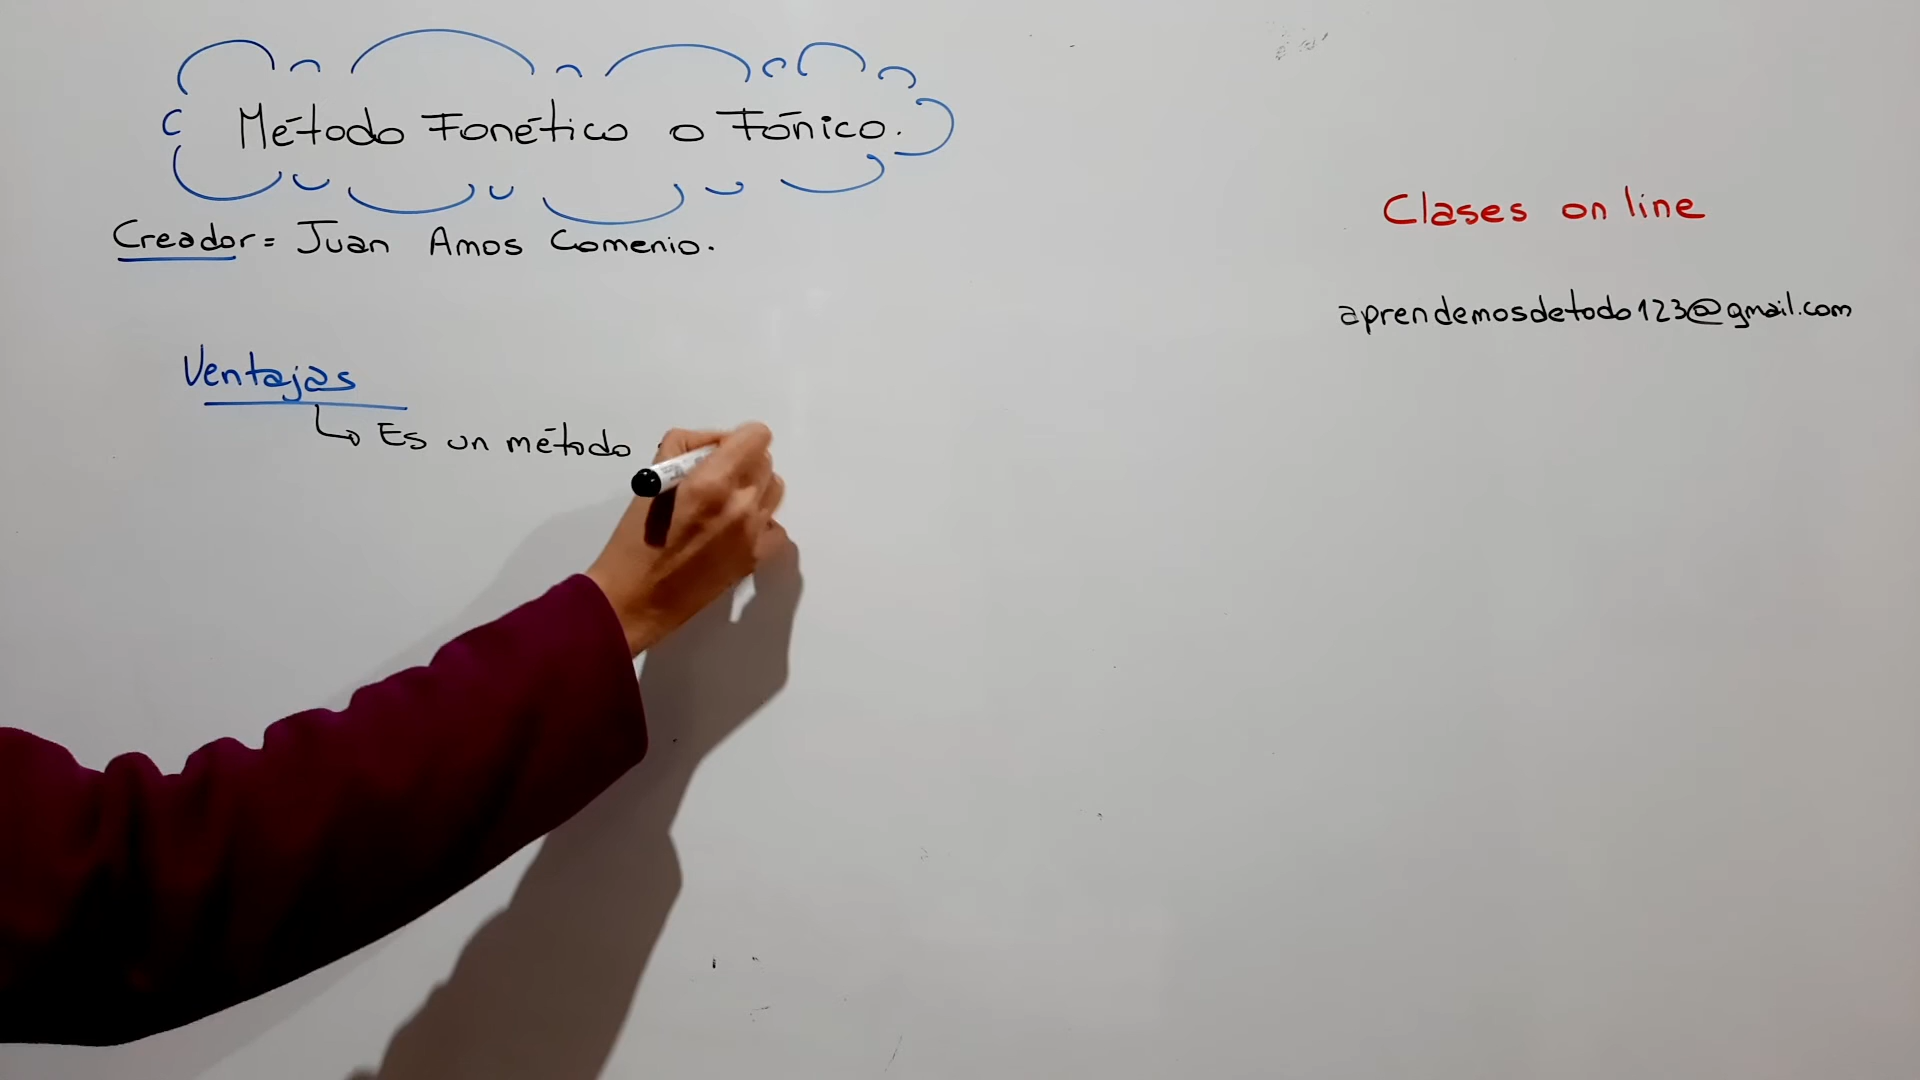 Método Fonético o Fónico.
Creador = Juan Amos Comenio.
Clases on line
aprendemosdetodo123@gmail.com
Ventajas
Es un método